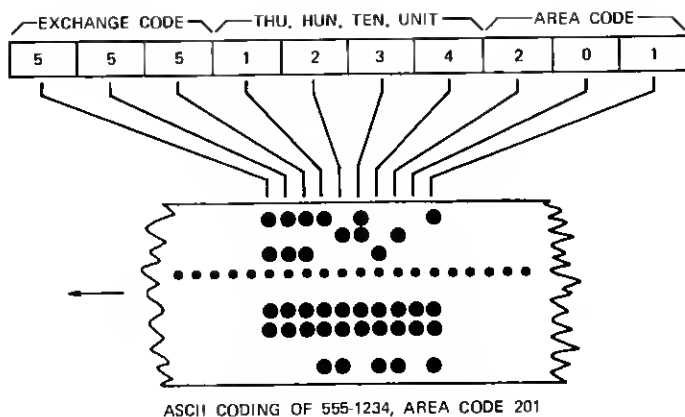 EXCHANGE CODE THU, HUN, TEN, UNIT AREA CODE
5 5 5 1 2 3 4 2 0 1
ASCII CODING OF 555-1234, AREA CODE 201